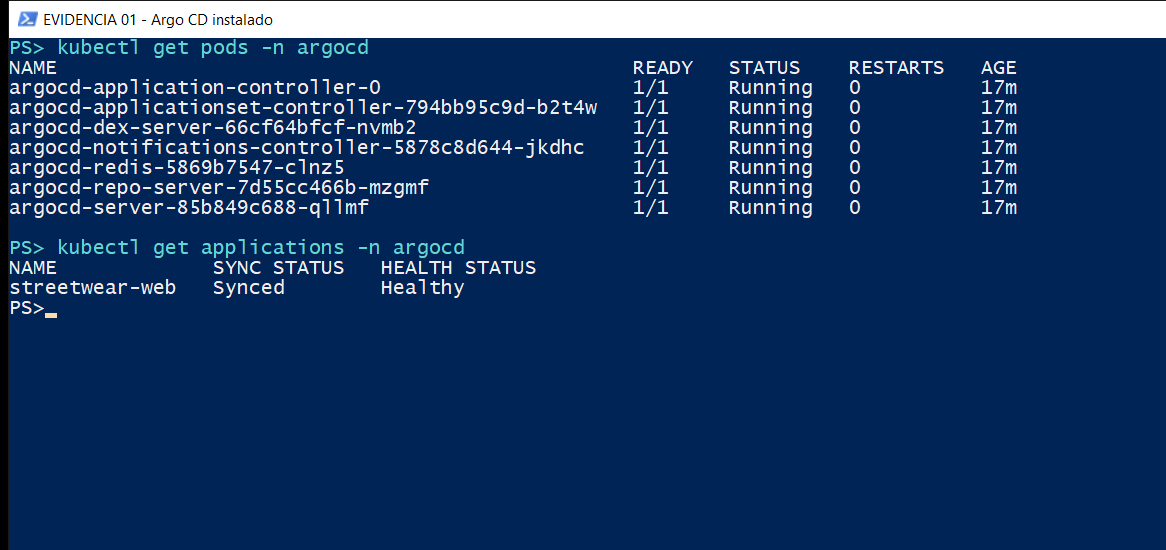 EVIDENCIA 01 - Argo CD instalado
PS> kubectl get pods -n argocd
NAME READY STATUS RESTARTS AGE
argocd-application-controller-0 1/1 Running 0 17m
argocd-applicationset-controller-794bb95c9d-b2t4w 1/1 Running 0 17m
argocd-dex-server-66cf64bfcf-nvmb2 1/1 Running 0 17m
argocd-notifications-controller-5878c8d644-jkdhc 1/1 Running 0 17m
argocd-redis-5869b7547-clnz5 1/1 Running 0 17m
argocd-repo-server-7d55cc466b-mzgmf 1/1 Running 0 17m
argocd-server-85b849c688-qllmf 1/1 Running 0 17m
PS> kubectl get applications -n argocd
NAME SYNC STATUS HEALTH STATUS
streetwear-web Synced Healthy
PS>